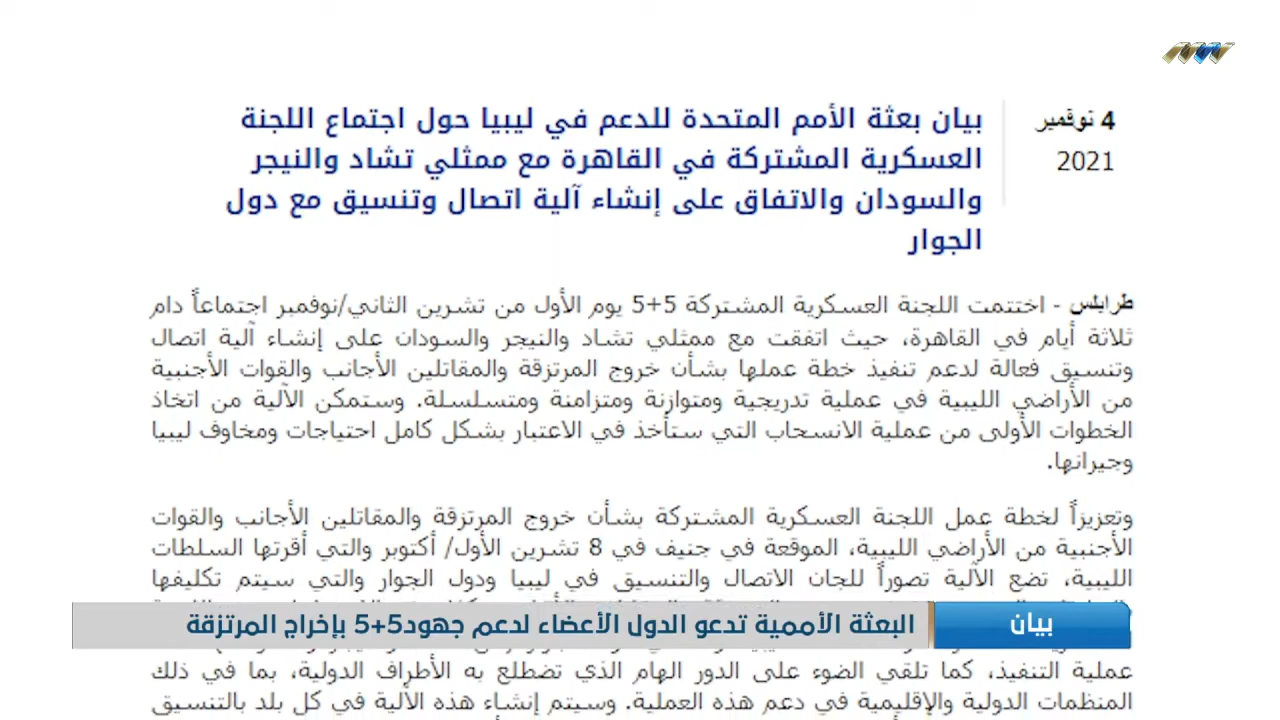 4 نوفمبر
2021
بيان بعثة الأمم المتحدة للدعم في ليبيا حول اجتماع اللجنة
العسكرية المشتركة في القاهرة مع ممثلي تشاد والنيجر
والسودان والاتفاق على إنشاء آلية اتصال وتنسيق مع دول
الجوار
طرابلس - اختتمت اللجنة العسكرية المشتركة 5+5 يوم الأول من تشرين الثاني/نوفمبر اجتماعاً دام
ثلاثة أيام في القاهرة، حيث اتفقت مع ممثلي تشاد والنيجر والسودان على إنشاء آلية اتصال
وتنسيق فعالة لدعم تنفيذ خطة عملها بشأن خروج المرتزقة والمقاتلين الأجانب والقوات الأجنبية
من الأراضي الليبية في عملية تدريجية ومتوازنة ومتزامنة ومتسلسلة. وستمكن الآلية من اتخاذ
الخطوات الأولى من عملية الانسحاب التي ستأخذ في الاعتبار بشكل كامل احتياجات ومخاوف ليبيا
وجيرانها.
وتعزيزاً لخطة عمل اللجنة العسكرية المشتركة بشأن خروج المرتزقة والمقاتلين الأجانب والقوات
الأجنبية من الأراضي الليبية، الموقعة في جنيف في 8 تشرين الأول/ أكتوبر والتي أقرتها السلطات
الليبية، تضع الآلية تصوراً للجان الاتصال والتنسيق في ليبيا ودول الجوار والتي سيتم تكليفها
بيان
البعثة الأممية تدعو الدول الأعضاء لدعم جهود5+5 بإخراج المرتزقة
عملية التنفيذ، كما تلقي الضوء على الدور الهام الذي تضطلع به الأطراف الدولية، بما في ذلك
المنظمات الدولية والإقليمية في دعم هذه العملية. وسيتم إنشاء هذه الآلية في كل بلد بالتنسيق